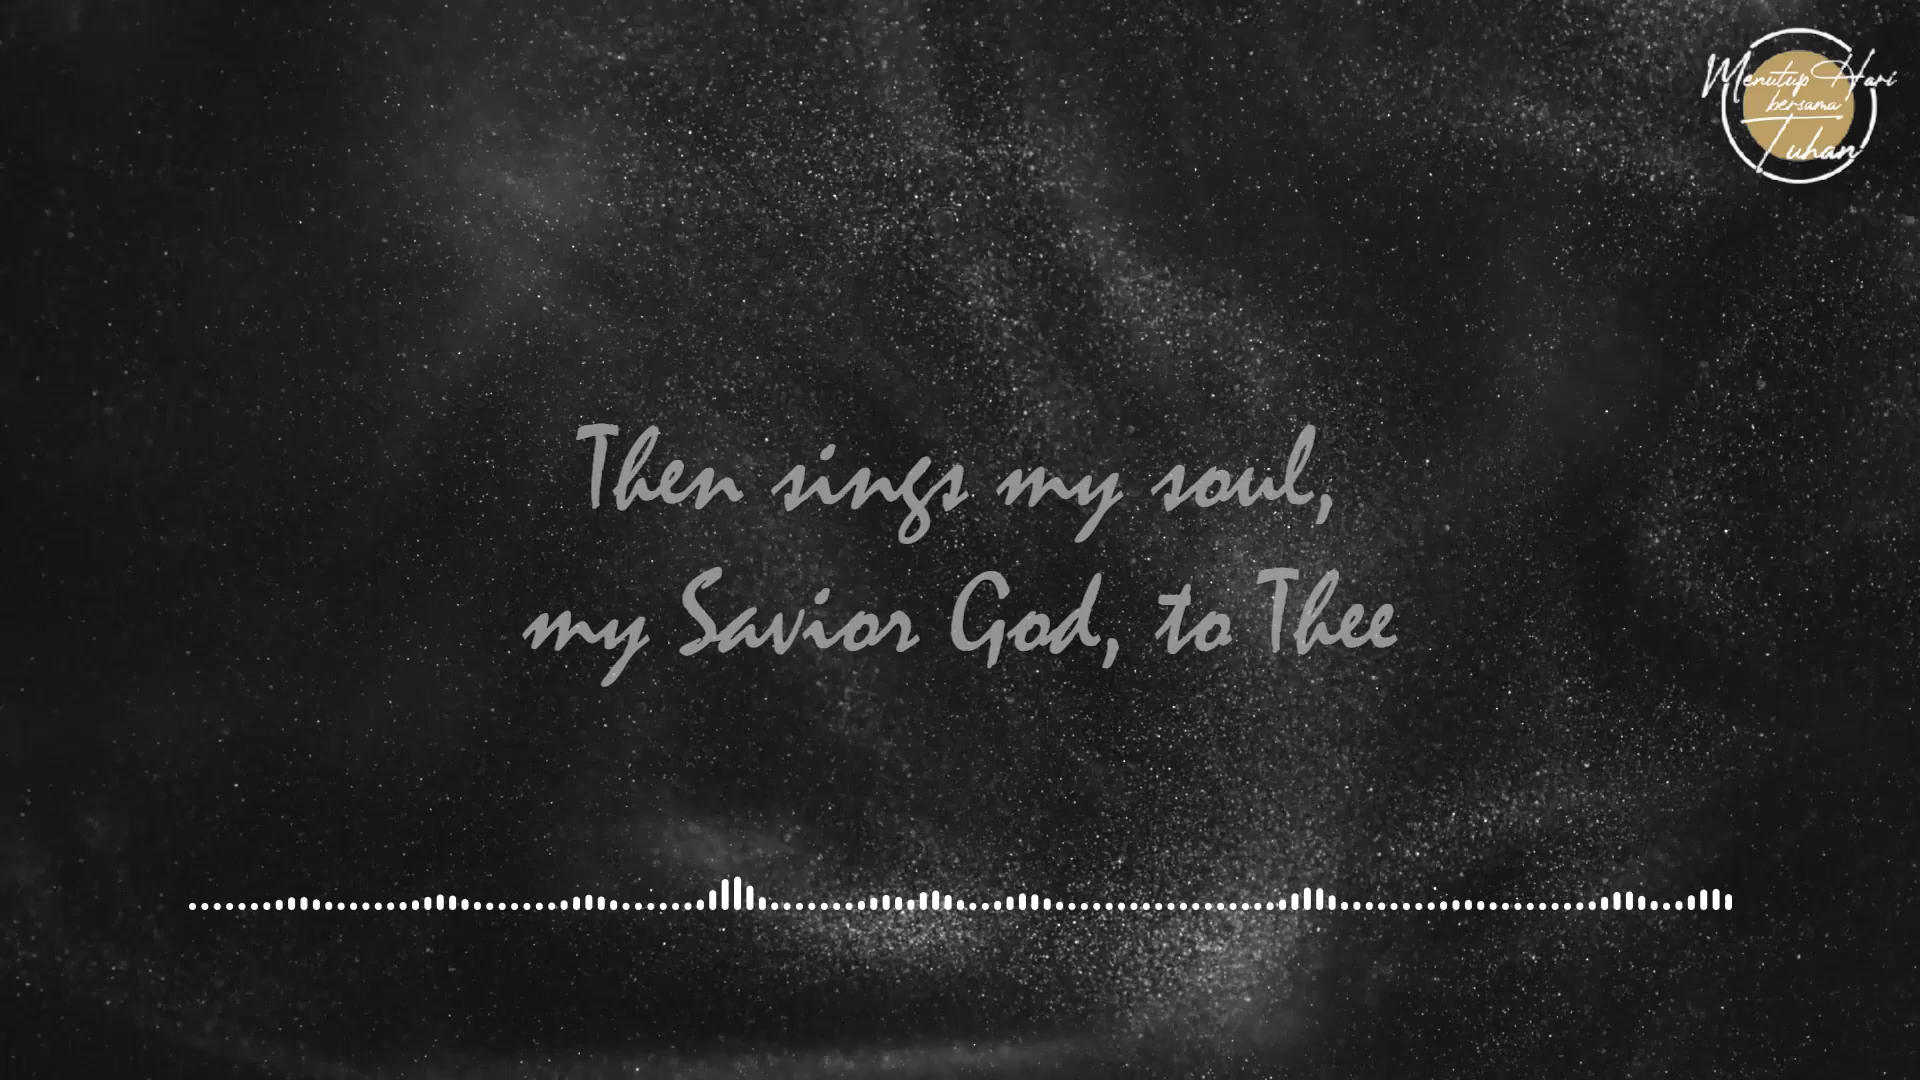 Menutup Hari
bersama
Tuhan
Then sings my soul,
my Savior God, to Thee